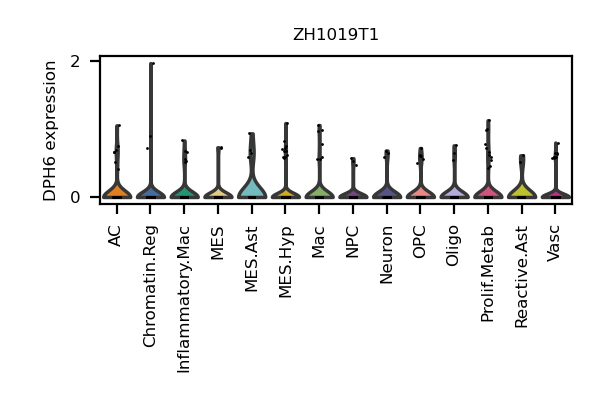 ZH1019T1
DPH6 expression
2
0
AC
Chromatin.Reg
Inflammatory.Mac
MES
MES.Ast
MES.Hyp
Mac
NPC
Neuron
OPC
Oligo
Prolif.Metab
Reactive.Ast
Vasc